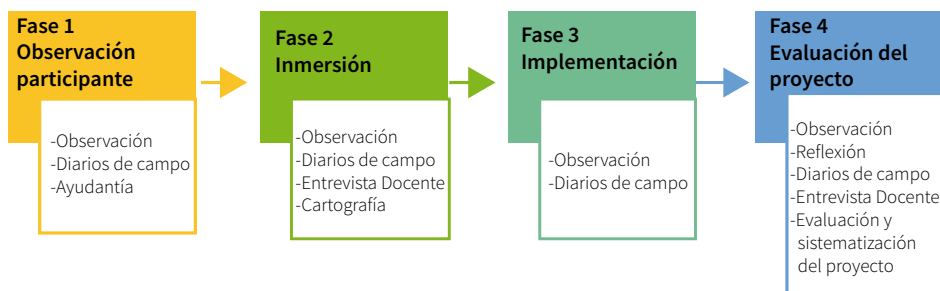 Fase 1
Observación
participante
-Observación
-Diarios de campo
-Ayudantía
Fase 2
Inmersión
-Observación
-Diarios de campo
-Entrevista Docente
-Cartografía
Fase 3
Implementación
-Observación
-Diarios de campo
Fase 4
Evaluación del
proyecto
-Observación
-Reflexión
-Diarios de campo
-Entrevista Docente
-Evaluación y
sistematización
del proyecto